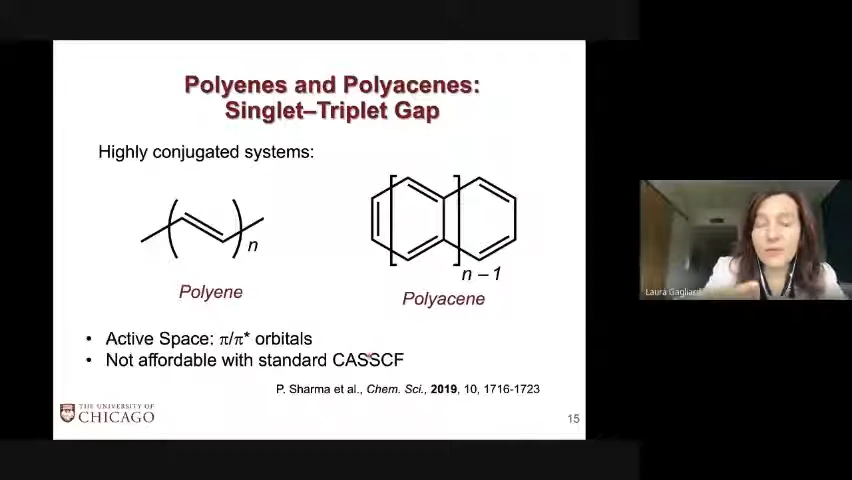 Polyenes and Polyacenes:
Singlet–Triplet Gap
Highly conjugated systems:
n
n – 1
Polyene
Polyacene
• Active Space: π/π* orbitals
• Not affordable with standard CASSCF
P. Sharma et al., Chem. Sci., 2019, 10, 1716-1723
THE UNIVERSITY OF
CHICAGO
15
Laura Gagliardi